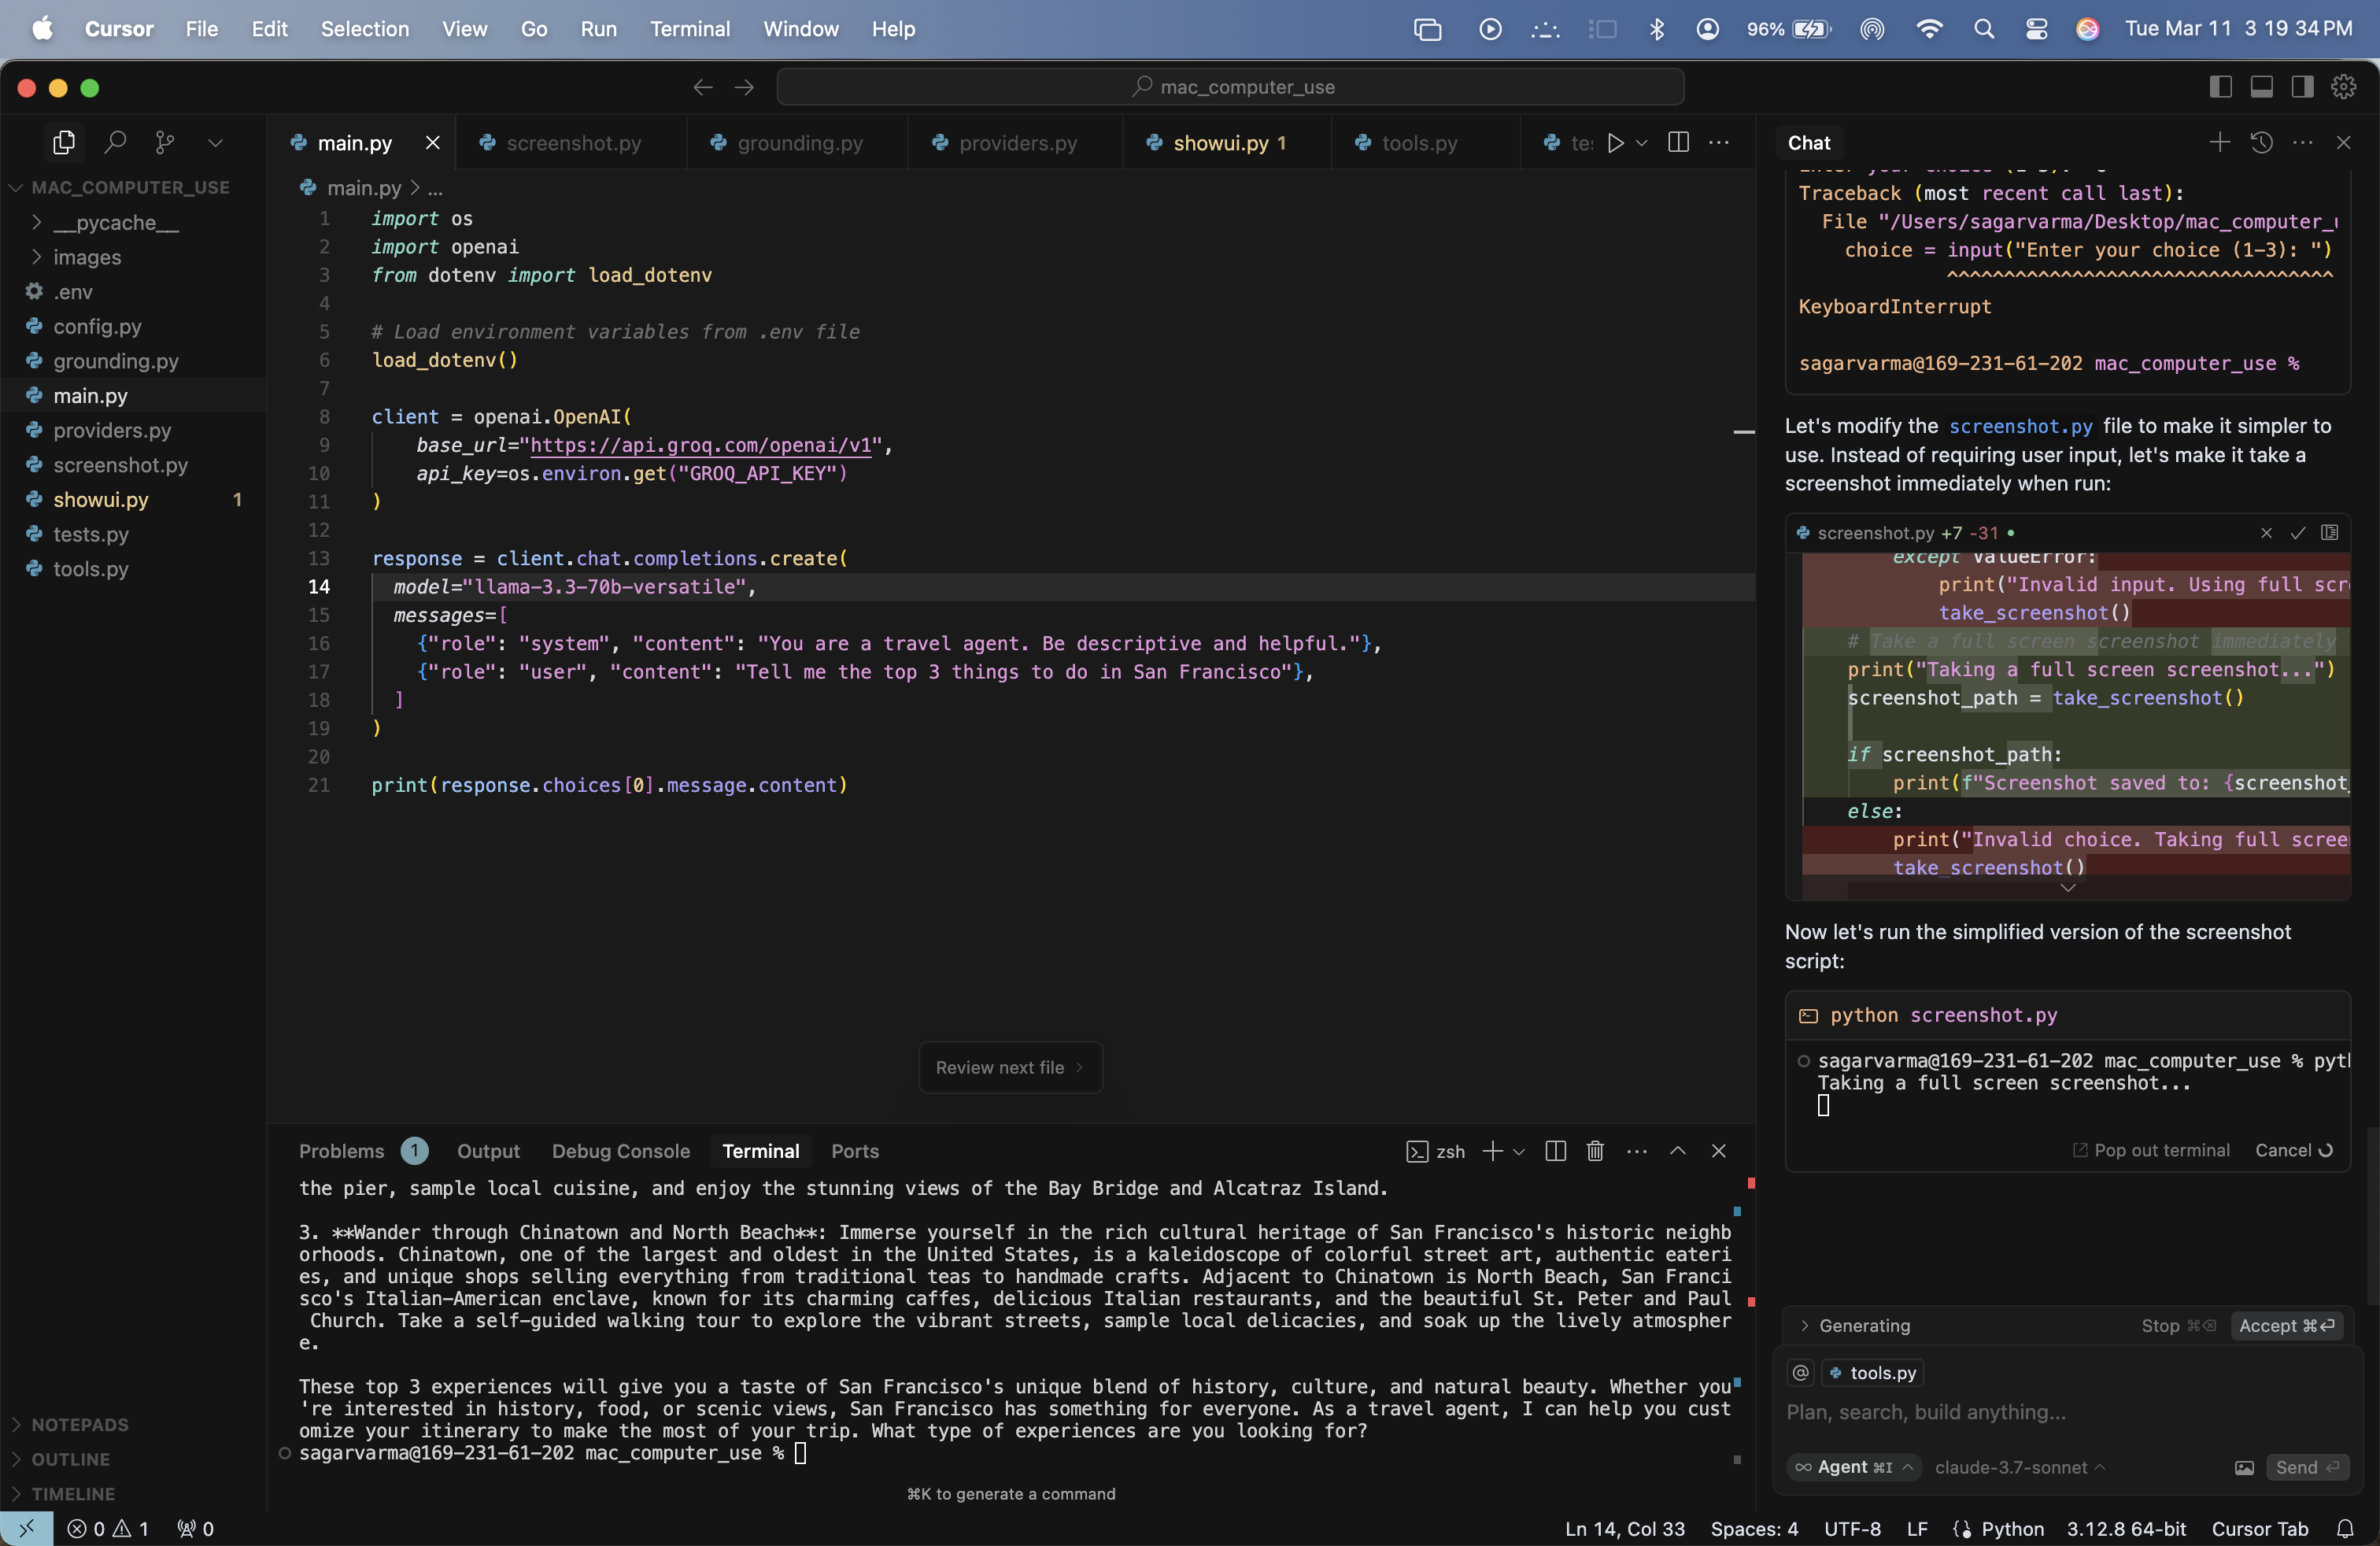 Cursor File Edit Selection View Go Run Terminal Window Help 96% Tue Mar 11 3 19 34 PM
mac_computer_use
main.py screenshot.py grounding.py providers.py showui.py 1 tools.py
MAC_COMPUTER_USE
__pycache__
images
.env
config.py
grounding.py
main.py
providers.py
screenshot.py
showui.py 1
tests.py
tools.py
NOTEPADS
OUTLINE
TIMELINE
main.py > ...
1 import os
2 import openai
3 from dotenv import load_dotenv
4
5 # Load environment variables from .env file
6 load_dotenv()
7
8 client = openai.OpenAI(
9 base_url="https://api.groq.com/openai/v1",
10 api_key=os.environ.get("GROQ_API_KEY")
11 )
12
13 response = client.chat.completions.create(
14 model="llama-3.3-70b-versatile",
15 messages=[
16 {"role": "system", "content": "You are a travel agent. Be descriptive and helpful."},
17 {"role": "user", "content": "Tell me the top 3 things to do in San Francisco"},
18 ]
19 )
20
21 print(response.choices[0].message.content)
Review next file
Problems 1 Output Debug Console Terminal Ports zsh
the pier, sample local cuisine, and enjoy the stunning views of the Bay Bridge and Alcatraz Island.
3. **Wander through Chinatown and North Beach**: Immerse yourself in the rich cultural heritage of San Francisco's historic neighb
orhoods. Chinatown, one of the largest and oldest in the United States, is a kaleidoscope of colorful street art, authentic eateri
es, and unique shops selling everything from traditional teas to handmade crafts. Adjacent to Chinatown is North Beach, San Franci
sco's Italian-American enclave, known for its charming caffes, delicious Italian restaurants, and the beautiful St. Peter and Paul
Church. Take a self-guided walking tour to explore the vibrant streets, sample local delicacies, and soak up the lively atmospher
e.
These top 3 experiences will give you a taste of San Francisco's unique blend of history, culture, and natural beauty. Whether you
're interested in history, food, or scenic views, San Francisco has something for everyone. As a travel agent, I can help you cust
omize your itinerary to make the most of your trip. What type of experiences are you looking for?
sagarvarma@169-231-61-202 mac_computer_use %
⌘K to generate a command
Chat
Traceback (most recent call last):
File "/Users/sagarvarma/Desktop/mac_computer_u
choice = input("Enter your choice (1-3): ")
^^^^^^^^^^^^^^^^^^^^^^^^^^^^^^^^^^
KeyboardInterrupt
sagarvarma@169-231-61-202 mac_computer_use %
Let's modify the screenshot.py file to make it simpler to
use. Instead of requiring user input, let's make it take a
screenshot immediately when run:
screenshot.py +7 -31
except ValueError:
print("Invalid input. Using full scr
take_screenshot()
# Take a full screen screenshot immediately
print("Taking a full screen screenshot...")
screenshot_path = take_screenshot()
if screenshot_path:
print(f"Screenshot saved to: {screenshot_
else:
print("Invalid choice. Taking full scree
take_screenshot()
Now let's run the simplified version of the screenshot
script:
python screenshot.py
sagarvarma@169-231-61-202 mac_computer_use % pyt
Taking a full screen screenshot...
Pop out terminal Cancel
Generating Stop ⌘⌫ Accept ⌘⏎
@ tools.py
Plan, search, build anything...
∞ Agent ⌘I claude-3.7-sonnet Send ⏎
0 1 0 Ln 14, Col 33 Spaces: 4 UTF-8 LF Python 3.12.8 64-bit Cursor Tab